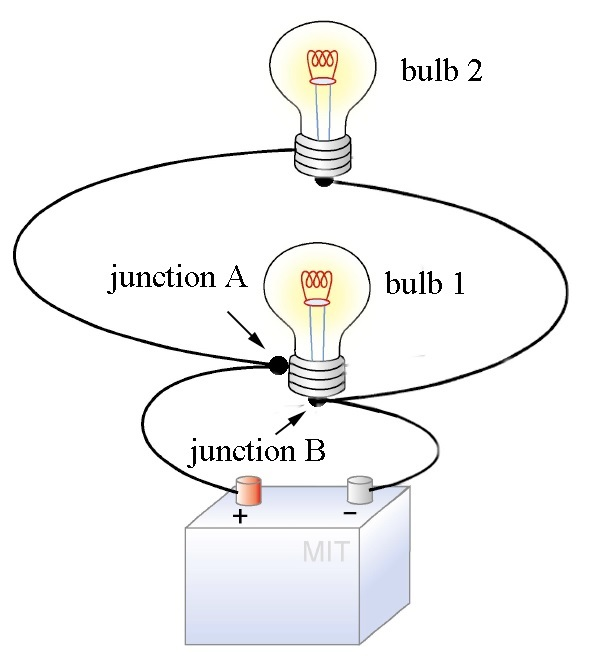 bulb 2
junction A
bulb 1
junction B
+ −
MIT